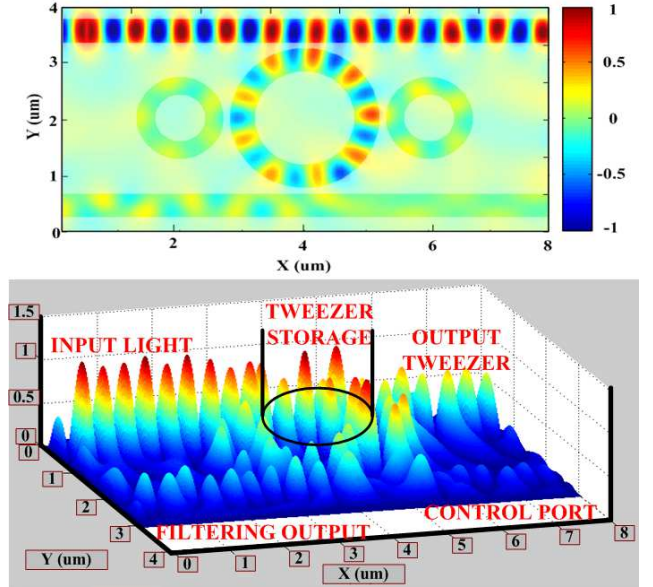 4
3
2
1
0
Y (um)
2
4
6
8
X (um)
1
0.5
0
-0.5
-1
1.5
1
0.5
0
0
1
2
3
4
Y (um)
INPUT LIGHT
TWEEZER
STORAGE
OUTPUT
TWEEZER
FILTERING OUTPUT
CONTROL PORT
0
1
2
3
4
5
6
7
8
X (um)